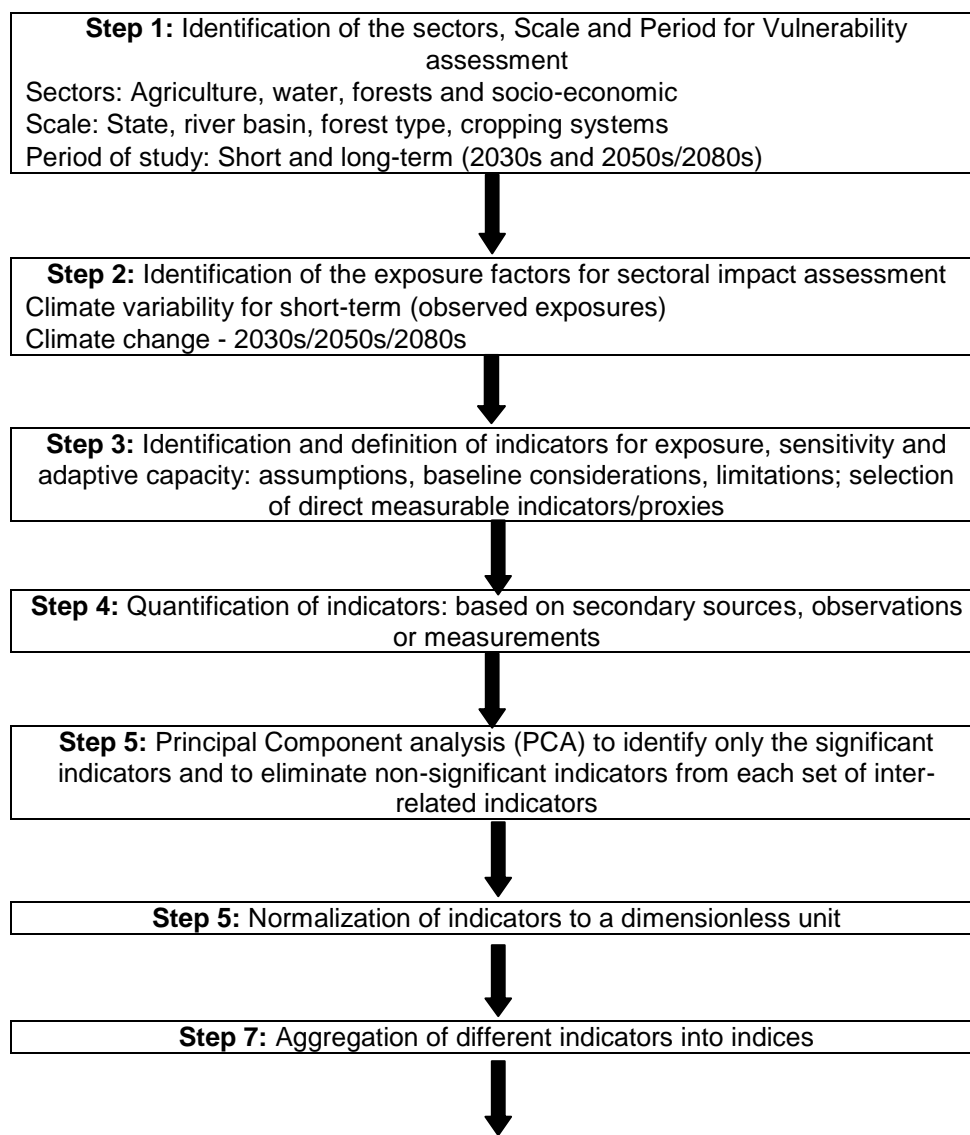 Step 1: Identification of the sectors, Scale and Period for Vulnerability
assessment
Sectors: Agriculture, water, forests and socio-economic
Scale: State, river basin, forest type, cropping systems
Period of study: Short and long-term (2030s and 2050s/2080s)
Step 2: Identification of the exposure factors for sectoral impact assessment
Climate variability for short-term (observed exposures)
Climate change - 2030s/2050s/2080s
Step 3: Identification and definition of indicators for exposure, sensitivity and
adaptive capacity: assumptions, baseline considerations, limitations; selection
of direct measurable indicators/proxies
Step 4: Quantification of indicators: based on secondary sources, observations
or measurements
Step 5: Principal Component analysis (PCA) to identify only the significant
indicators and to eliminate non-significant indicators from each set of inter-
related indicators
Step 5: Normalization of indicators to a dimensionless unit
Step 7: Aggregation of different indicators into indices